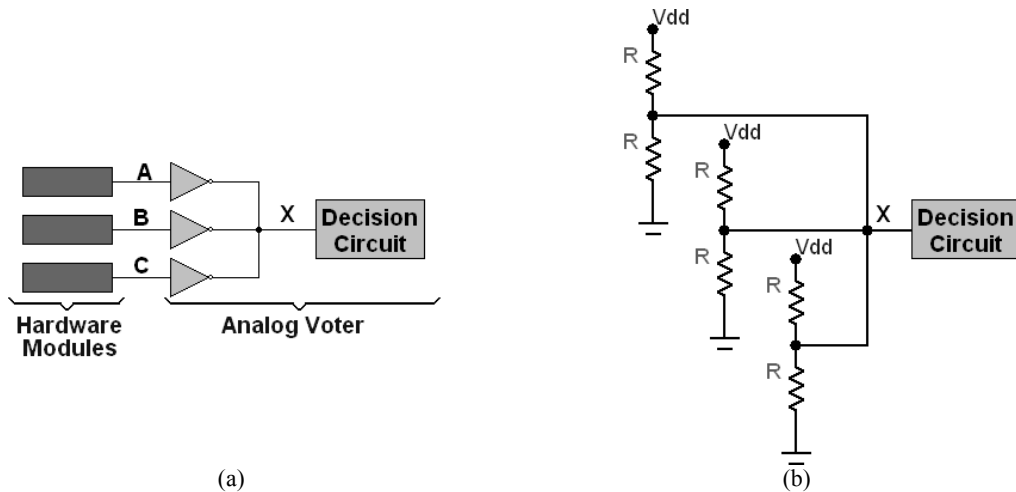 A
B
C
X
Decision
Circuit
Hardware
Modules
Analog Voter
(a)
Vdd
R
R
Vdd
R
R
X
Decision
Circuit
Vdd
R
R
(b)